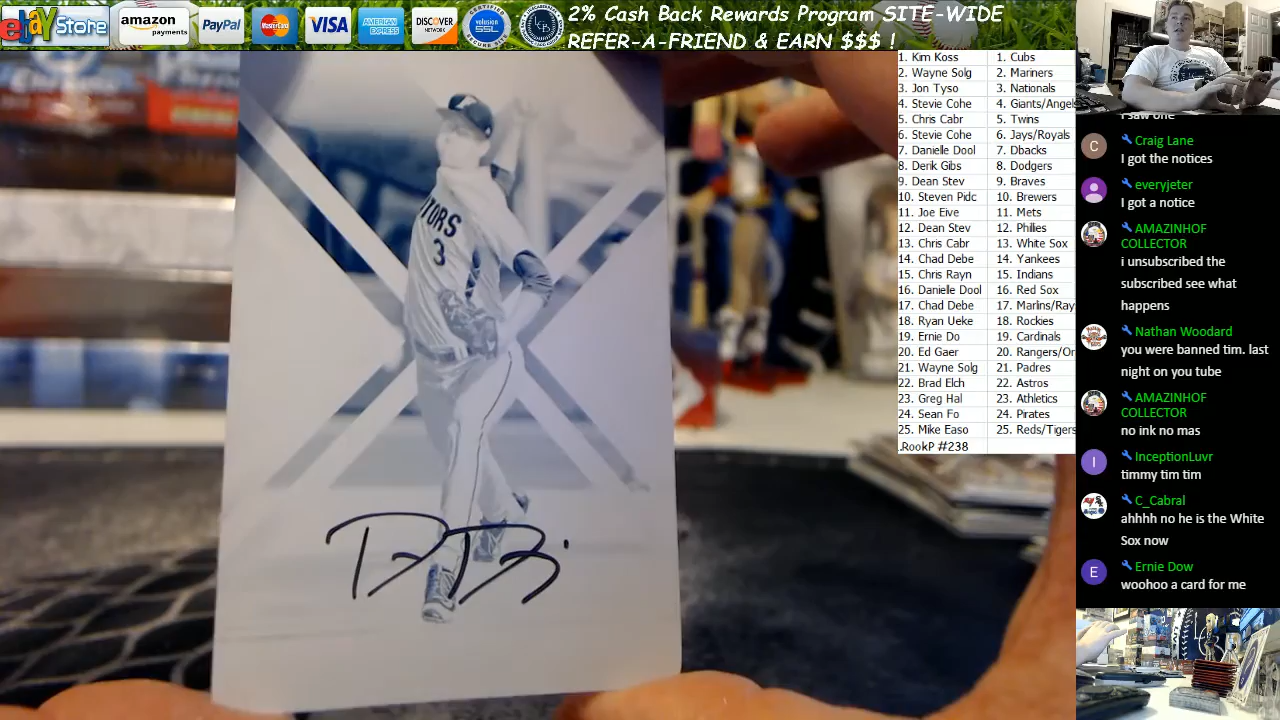 ebay Store
amazon
payments
PayPal
MasterCard
VISA
AMERICAN
EXPRESS
DISCOVER
NETWORK
CERTIFIED
volusion
SSL
SECURE
2% Cash Back Rewards Program SITE-WIDE
REFER-A-FRIEND & EARN $$$ !
1. Kim Koss 1. Cubs
2. Wayne Solg 2. Mariners
3. Jon Tyso 3. Nationals
4. Stevie Cohe 4. Giants/Angels
5. Chris Cabr 5. Twins
6. Stevie Cohe 6. Jays/Royals
7. Danielle Dool 7. Dbacks
8. Derik Gibs 8. Dodgers
9. Dean Stev 9. Braves
10. Steven Pidc 10. Brewers
11. Joe Eive 11. Mets
12. Dean Stev 12. Phillies
13. Chris Cabr 13. White Sox
14. Chad Debe 14. Yankees
15. Chris Rayn 15. Indians
16. Danielle Dool 16. Red Sox
17. Chad Debe 17. Marlins/Ray
18. Ryan Ueke 18. Rockies
19. Ernie Do 19. Cardinals
20. Ed Gaer 20. Rangers/Or
21. Wayne Solg 21. Padres
22. Brad Elch 22. Astros
23. Greg Hal 23. Athletics
24. Sean Fo 24. Pirates
25. Mike Easo 25. Reds/Tigers
.RookP #238
ITORS
3
I saw one
C Craig Lane
I got the notices
everyjeter
I got a notice
AMAZINHOF
COLLECTOR
i unsubscribed the
subscribed see what
happens
Nathan Woodard
you were banned tim. last
night on you tube
AMAZINHOF
COLLECTOR
no ink no mas
I InceptionLuvr
timmy tim tim
C_Cabral
ahhhh no he is the White
Sox now
E Ernie Dow
woohoo a card for me